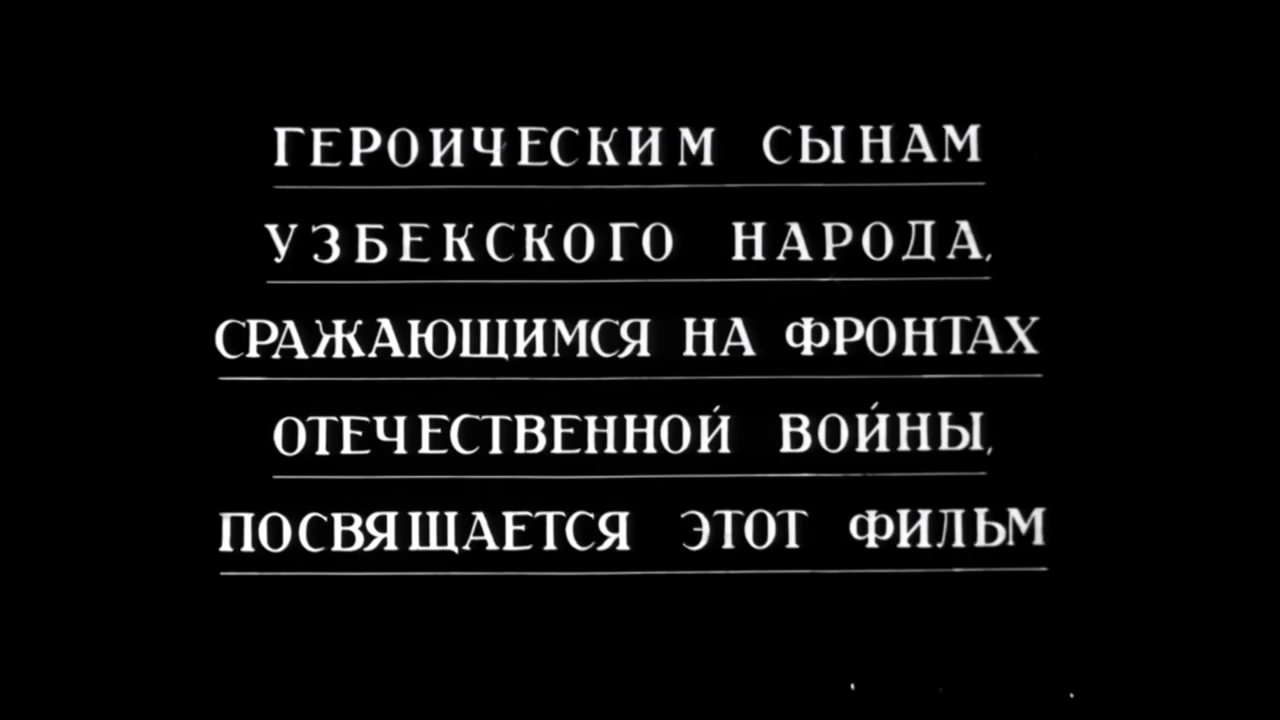 ГЕРОИЧЕСКИМ СЫНАМ
УЗБЕКСКОГО НАРОДА,
СРАЖАЮЩИМСЯ НА ФРОНТАХ
ОТЕЧЕСТВЕННОЙ ВОЙНЫ,
ПОСВЯЩАЕТСЯ ЭТОТ ФИЛЬМ